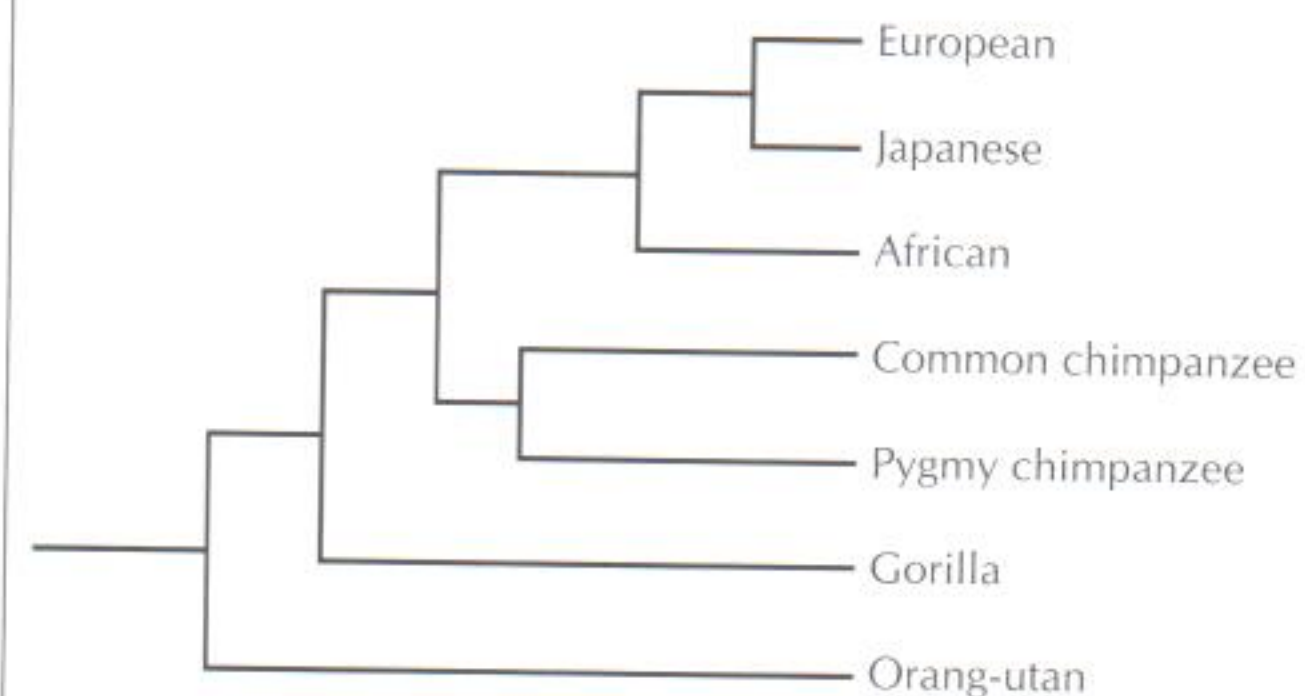 European
Japanese
African
Common chimpanzee
Pygmy chimpanzee
Gorilla
Orang-utan